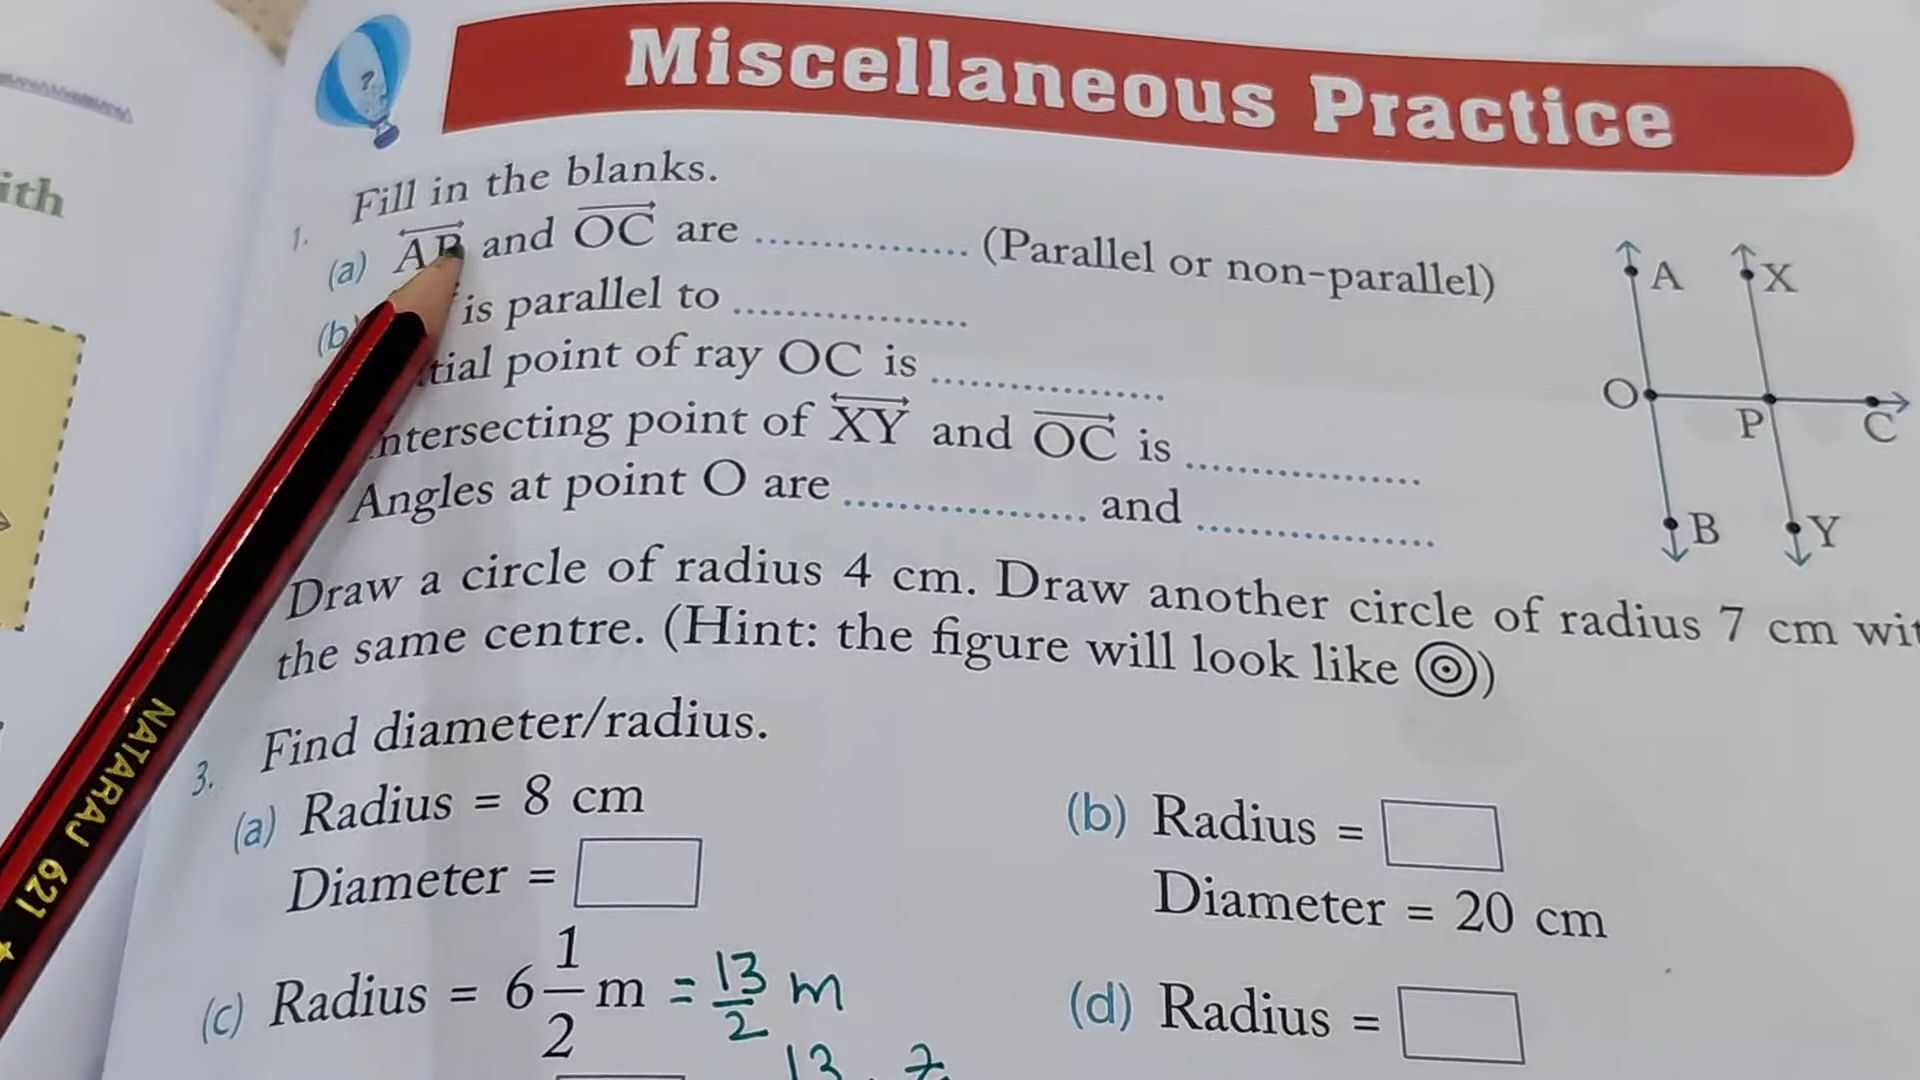 Miscellaneous Practice
ith
1. Fill in the blanks.
(a) AB and OC are ................ (Parallel or non-parallel)
(b) is parallel to ................
point of ray OC is ................
ntersecting point of XY and OC is ................
Angles at point O are ................ and ................
A
X
O
P
C
B
Y
Draw a circle of radius 4 cm. Draw another circle of radius 7 cm wit
the same centre. (Hint: the figure will look like )
3. Find diameter/radius.
(a) Radius = 8 cm
Diameter =
(b) Radius =
Diameter = 20 cm
(c) Radius = 6 1/2 m = 13/2 m
(d) Radius =
13
NATARAJ 621